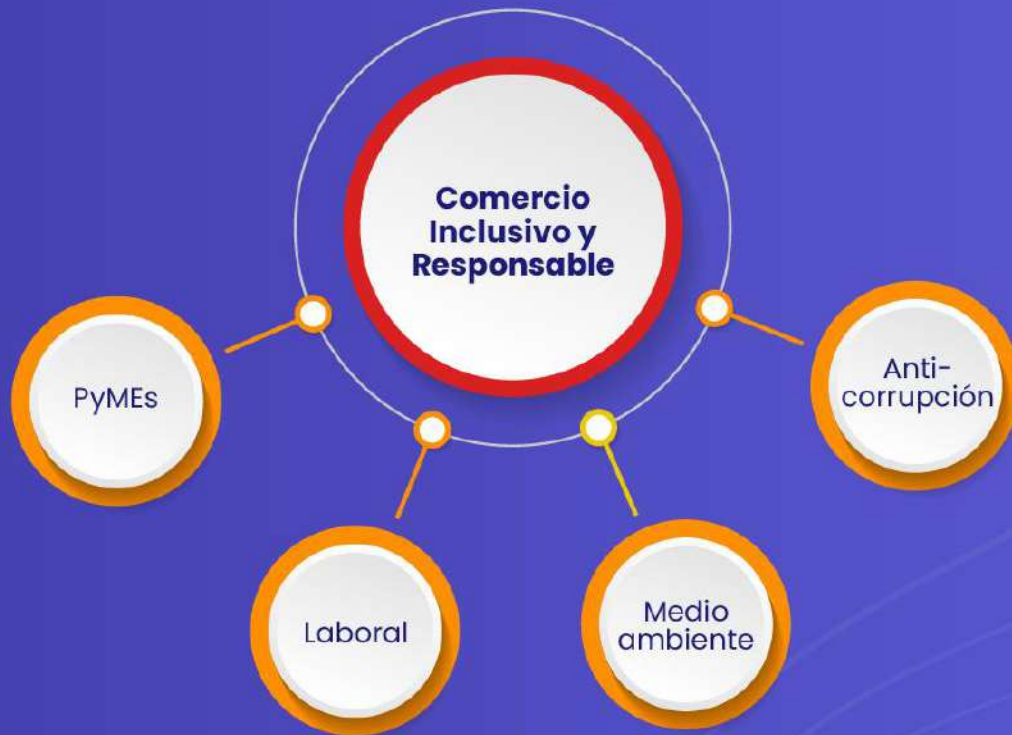 Comercio
Inclusivo y
Responsable
PyMEs
Laboral
Medio
ambiente
Anti-
corrupción